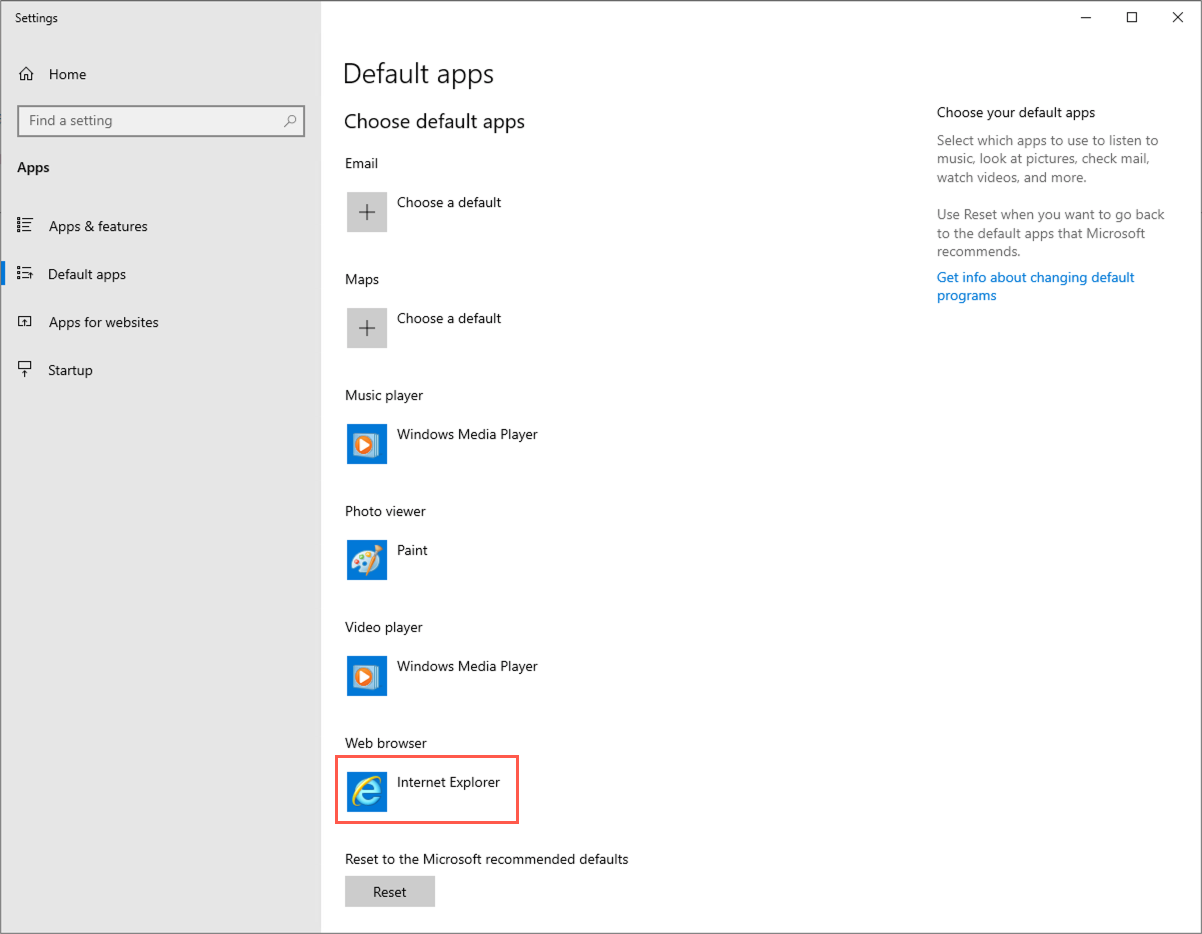 Settings
Home
Find a setting
Apps
Apps & features
Default apps
Apps for websites
Startup
Default apps
Choose default apps
Email
Choose a default
Maps
Choose a default
Music player
Windows Media Player
Photo viewer
Paint
Video player
Windows Media Player
Web browser
Internet Explorer
Reset to the Microsoft recommended defaults
Reset
Choose your default apps
Select which apps to use to listen to
music, look at pictures, check mail,
watch videos, and more.
Use Reset when you want to go back
to the default apps that Microsoft
recommends.
Get info about changing default
programs